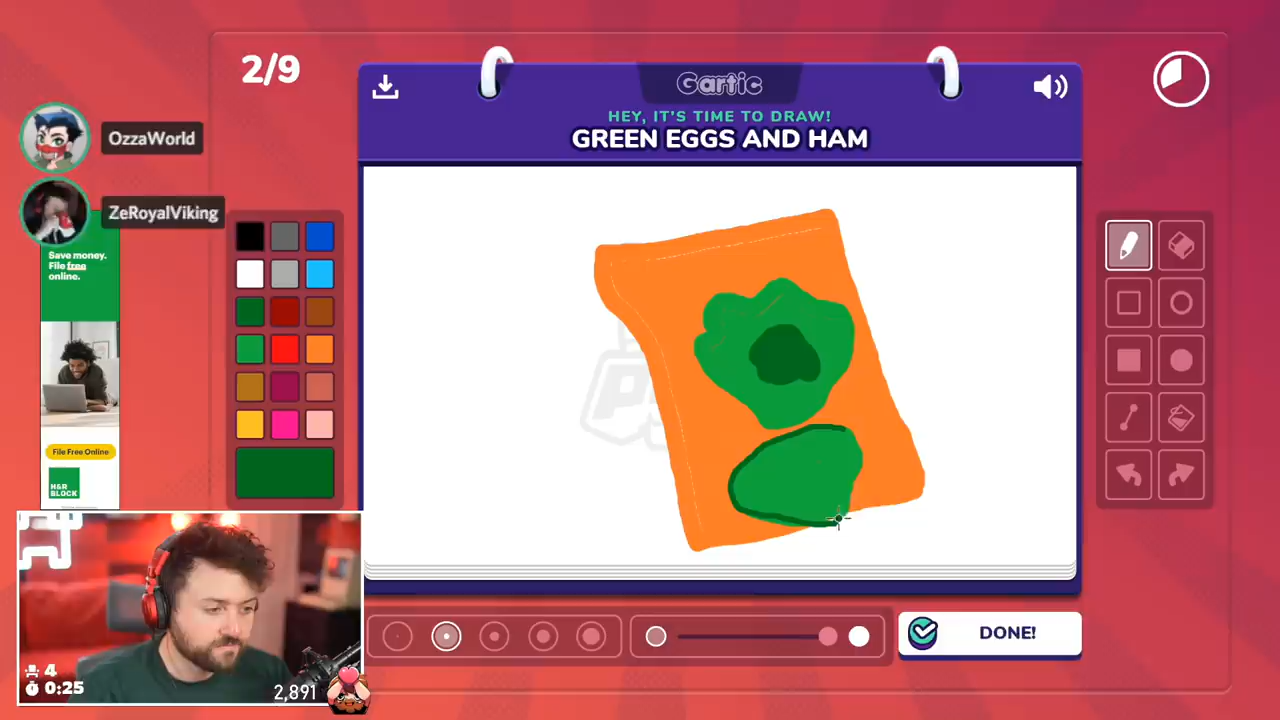 2/9
Gartic
HEY, IT'S TIME TO DRAW!
GREEN EGGS AND HAM
OzzaWorld
ZeRoyalViking
Save money.
File free
online.
File Free Online
H&R
BLOCK
4
0:25
2,891
DONE!